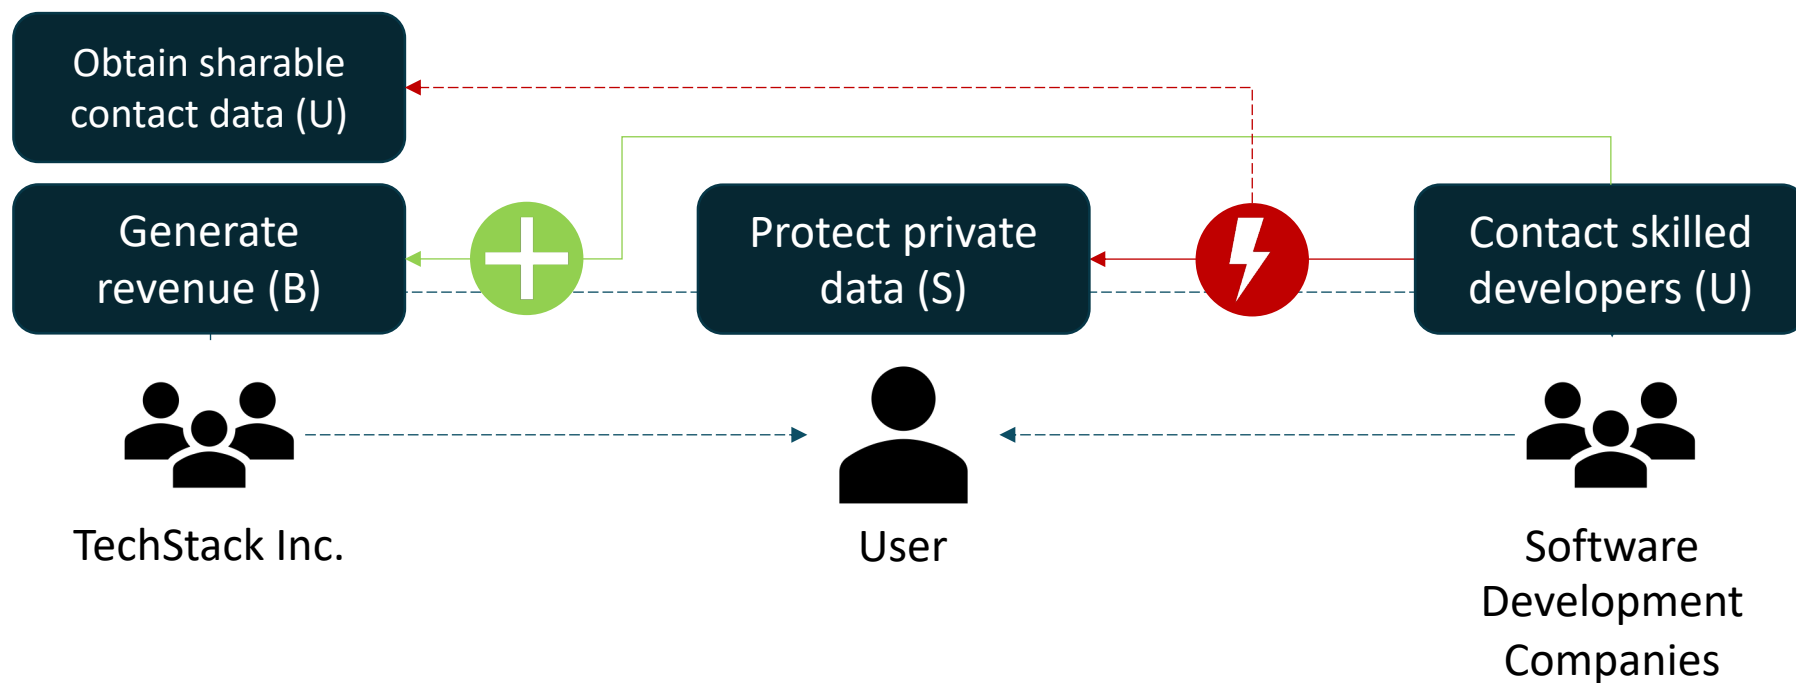 Obtain sharable
contact data (U)
Generate
revenue (B)
Protect private
data (S)
Contact skilled
developers (U)
TechStack Inc.
User
Software
Development
Companies